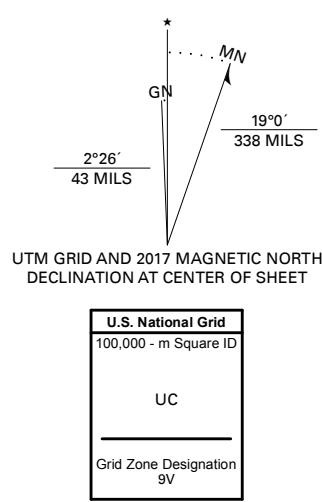 ★
MN
GN
19°0´
338 MILS
2°26´
43 MILS
UTM GRID AND 2017 MAGNETIC NORTH
DECLINATION AT CENTER OF SHEET
U.S. National Grid
100,000 - m Square ID
UC
Grid Zone Designation
9V